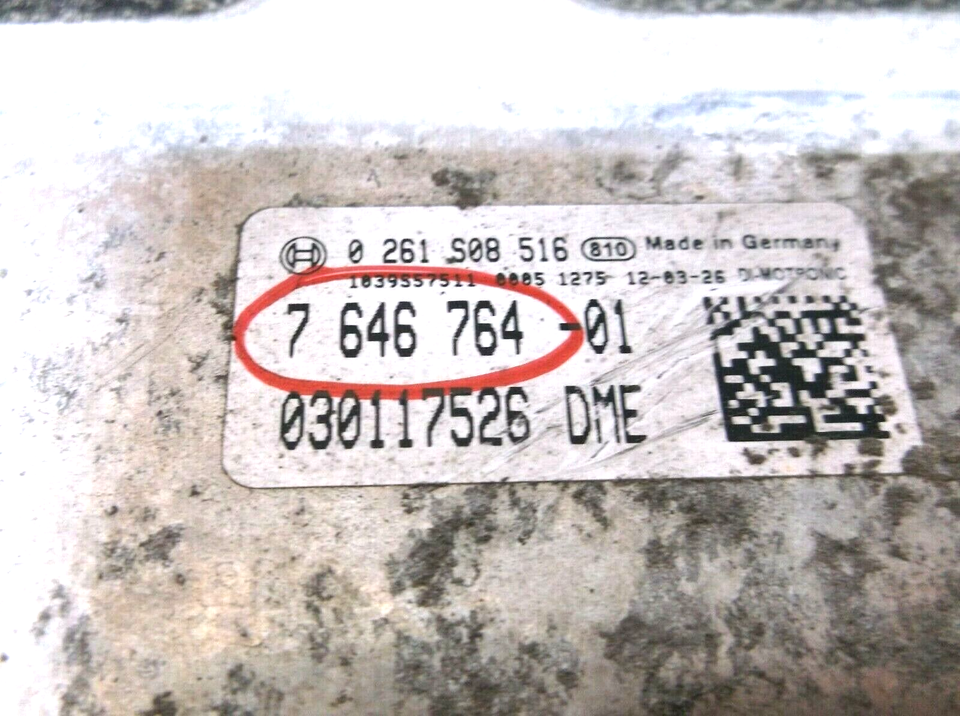 0 261 S08 516 810 Made in Germany
1039S57511 0005 1275 12-03-26 DI-MOTRONIC
7 646 764 -01
030117526 DME